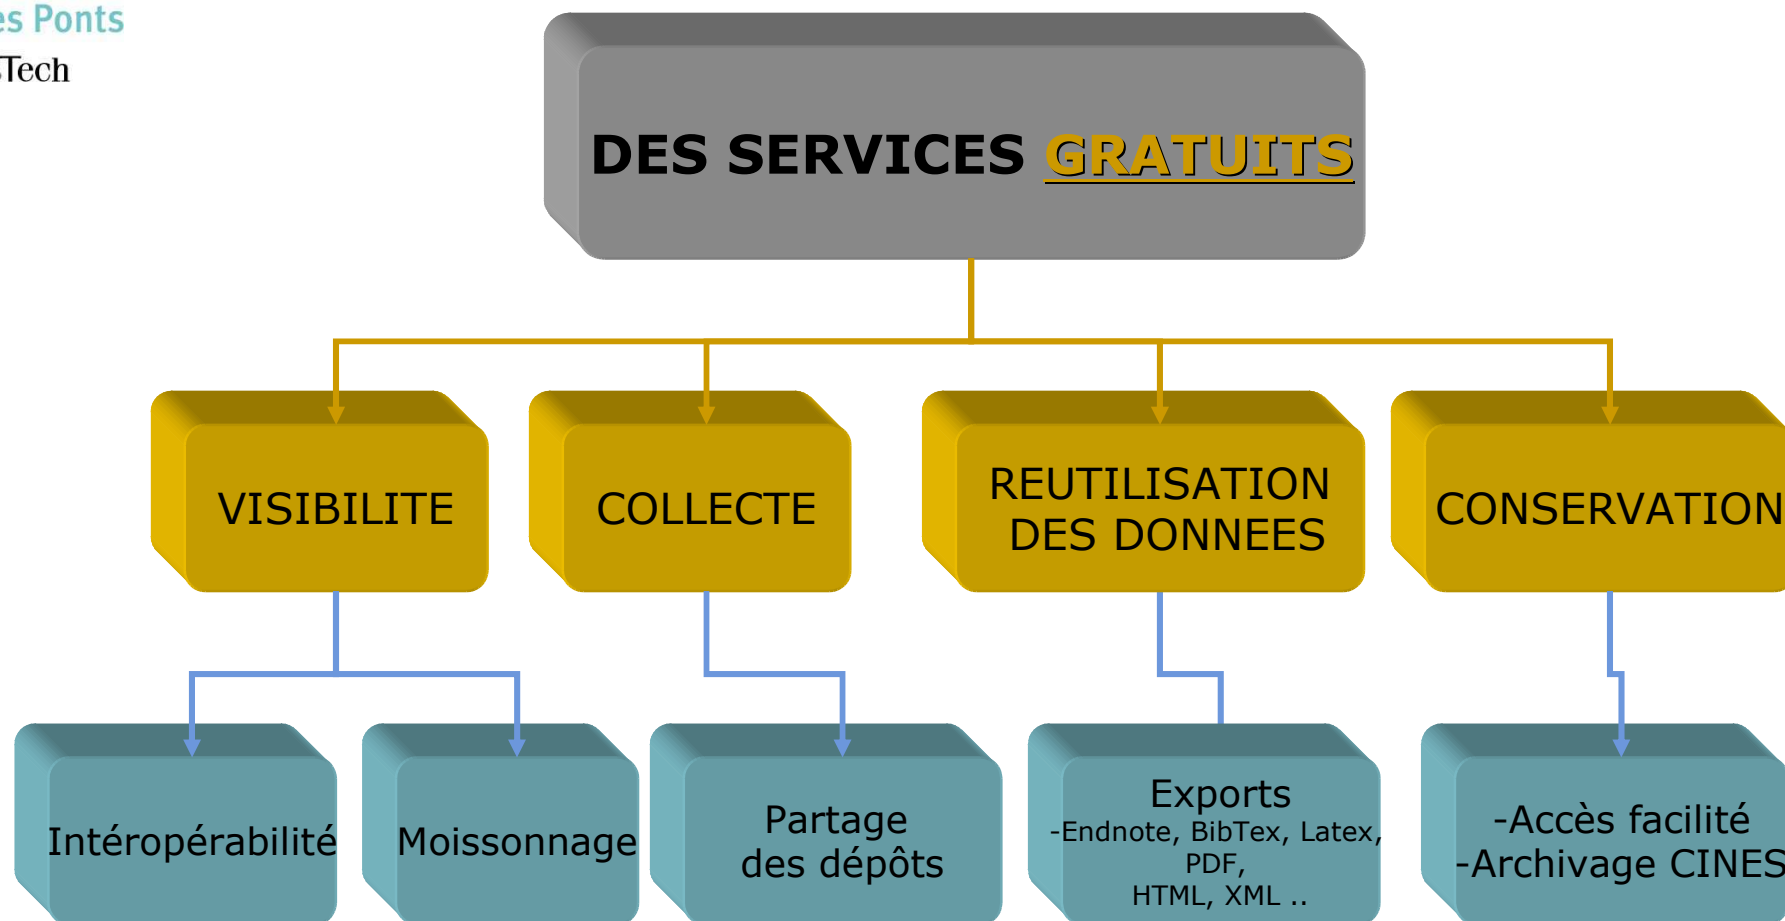 es Ponts
sTech
DES SERVICES GRATUITS
VISIBILITE
COLLECTE
REUTILISATION
DES DONNEES
CONSERVATION
Intéropérabilité
Moissonnage
Partage
des dépôts
Exports
-Endnote, BibTex, Latex,
PDF,
HTML, XML ..
-Accès facilité
-Archivage CINES